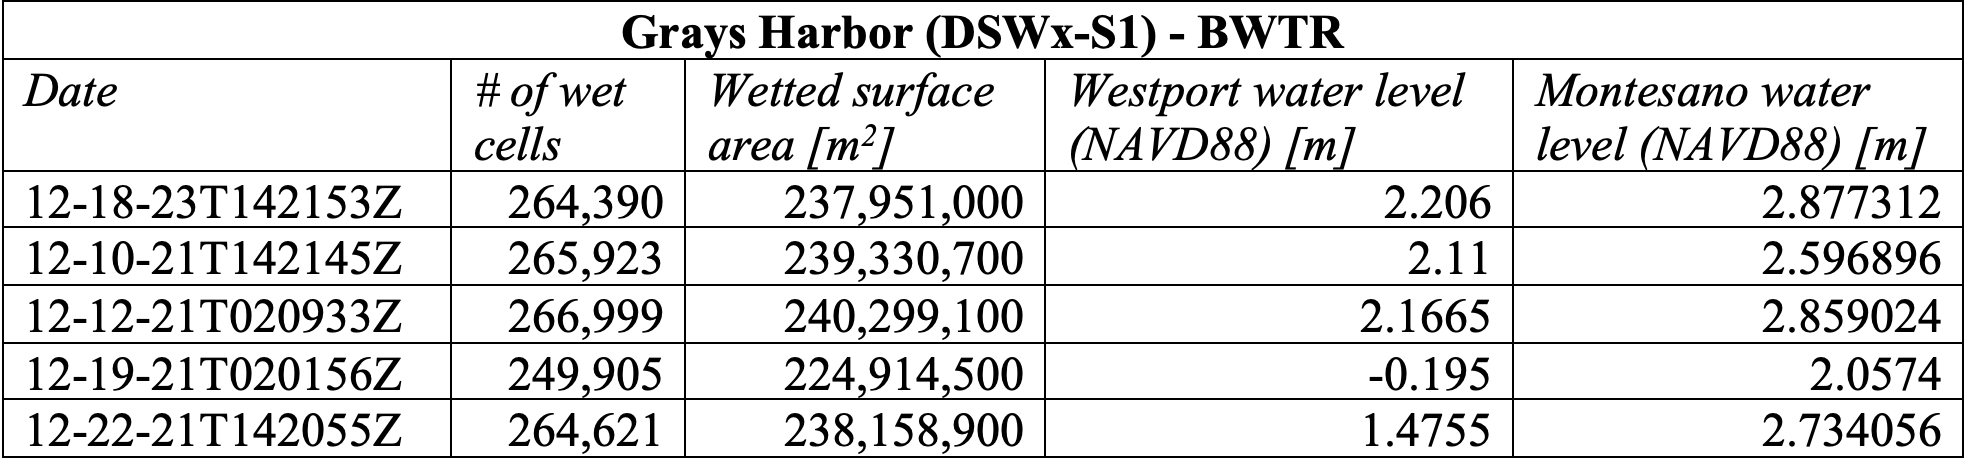 Grays Harbor (DSWx-S1) - BWTR
Date # of wet cells Wetted surface area [m²] Westport water level (NAVD88) [m] Montesano water level (NAVD88) [m]
12-18-23T142153Z 264,390 237,951,000 2.206 2.877312
12-10-21T142145Z 265,923 239,330,700 2.11 2.596896
12-12-21T020933Z 266,999 240,299,100 2.1665 2.859024
12-19-21T020156Z 249,905 224,914,500 -0.195 2.0574
12-22-21T142055Z 264,621 238,158,900 1.4755 2.734056